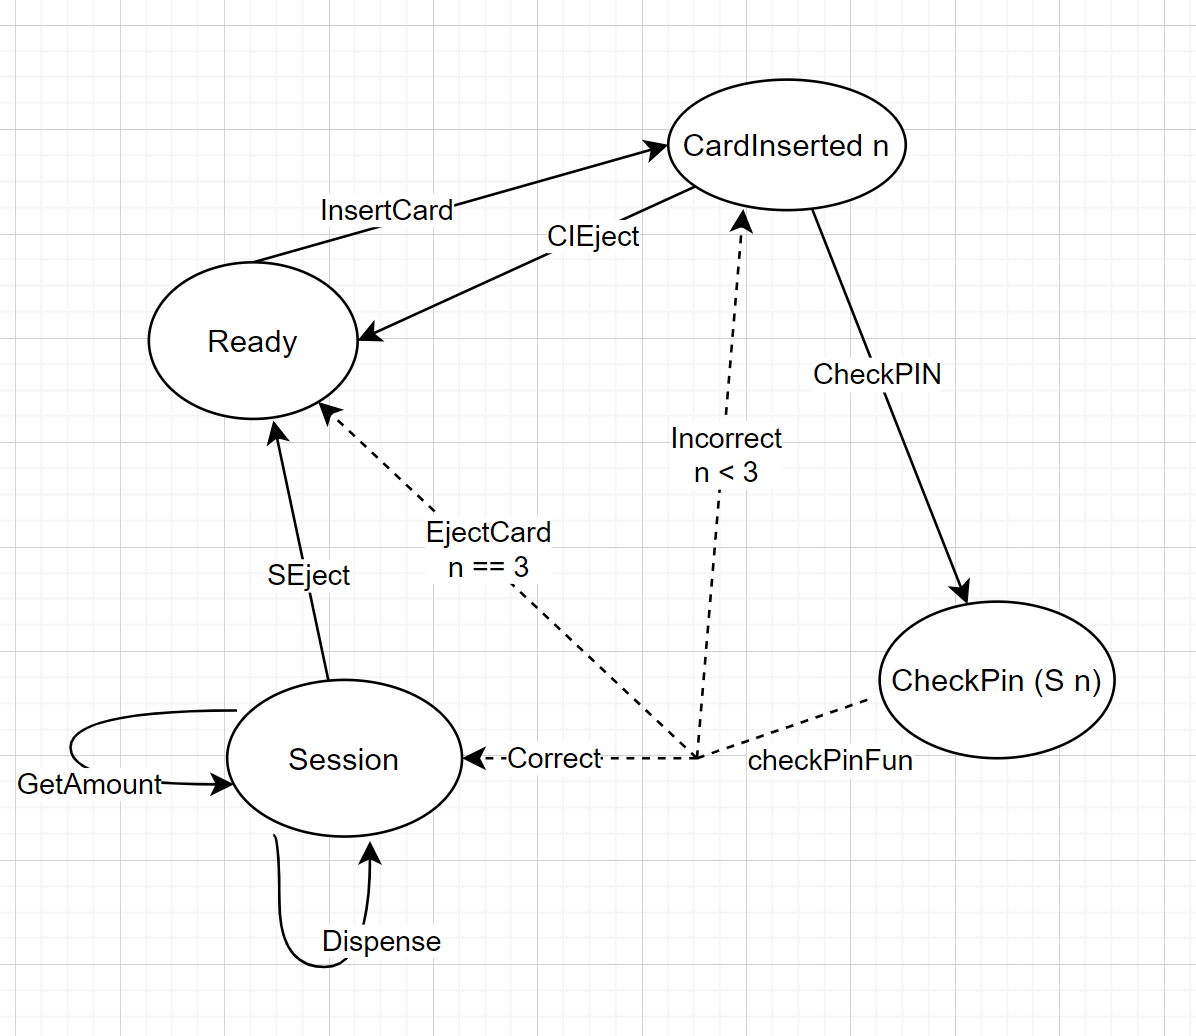 CardInserted n
InsertCard
CIEject
Ready
CheckPIN
Incorrect
n < 3
EjectCard
n == 3
SEject
CheckPin (S n)
Session
Correct
checkPinFun
GetAmount
Dispense